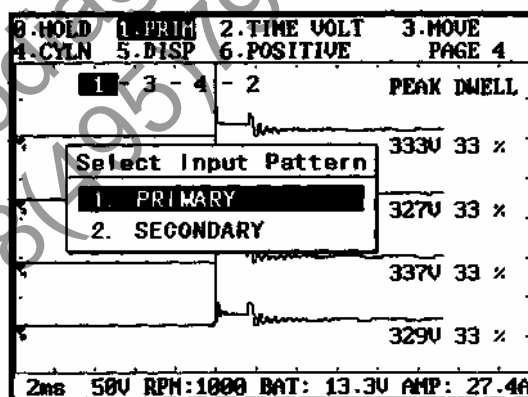 0.HOLD 1.PRIM 2.TIME VOLT 3.MOVE
4.CYLN 5.DISP 6.POSITIVE PAGE 4
1 - 3 - 4 - 2 PEAK DWELL
333V 33 %
Select Input Pattern
1. PRIMARY
327V 33 %
2. SECONDARY
337V 33 %
329V 33 %
2ms 50V RPM:1000 BAT: 13.3V AMP: 27.4A